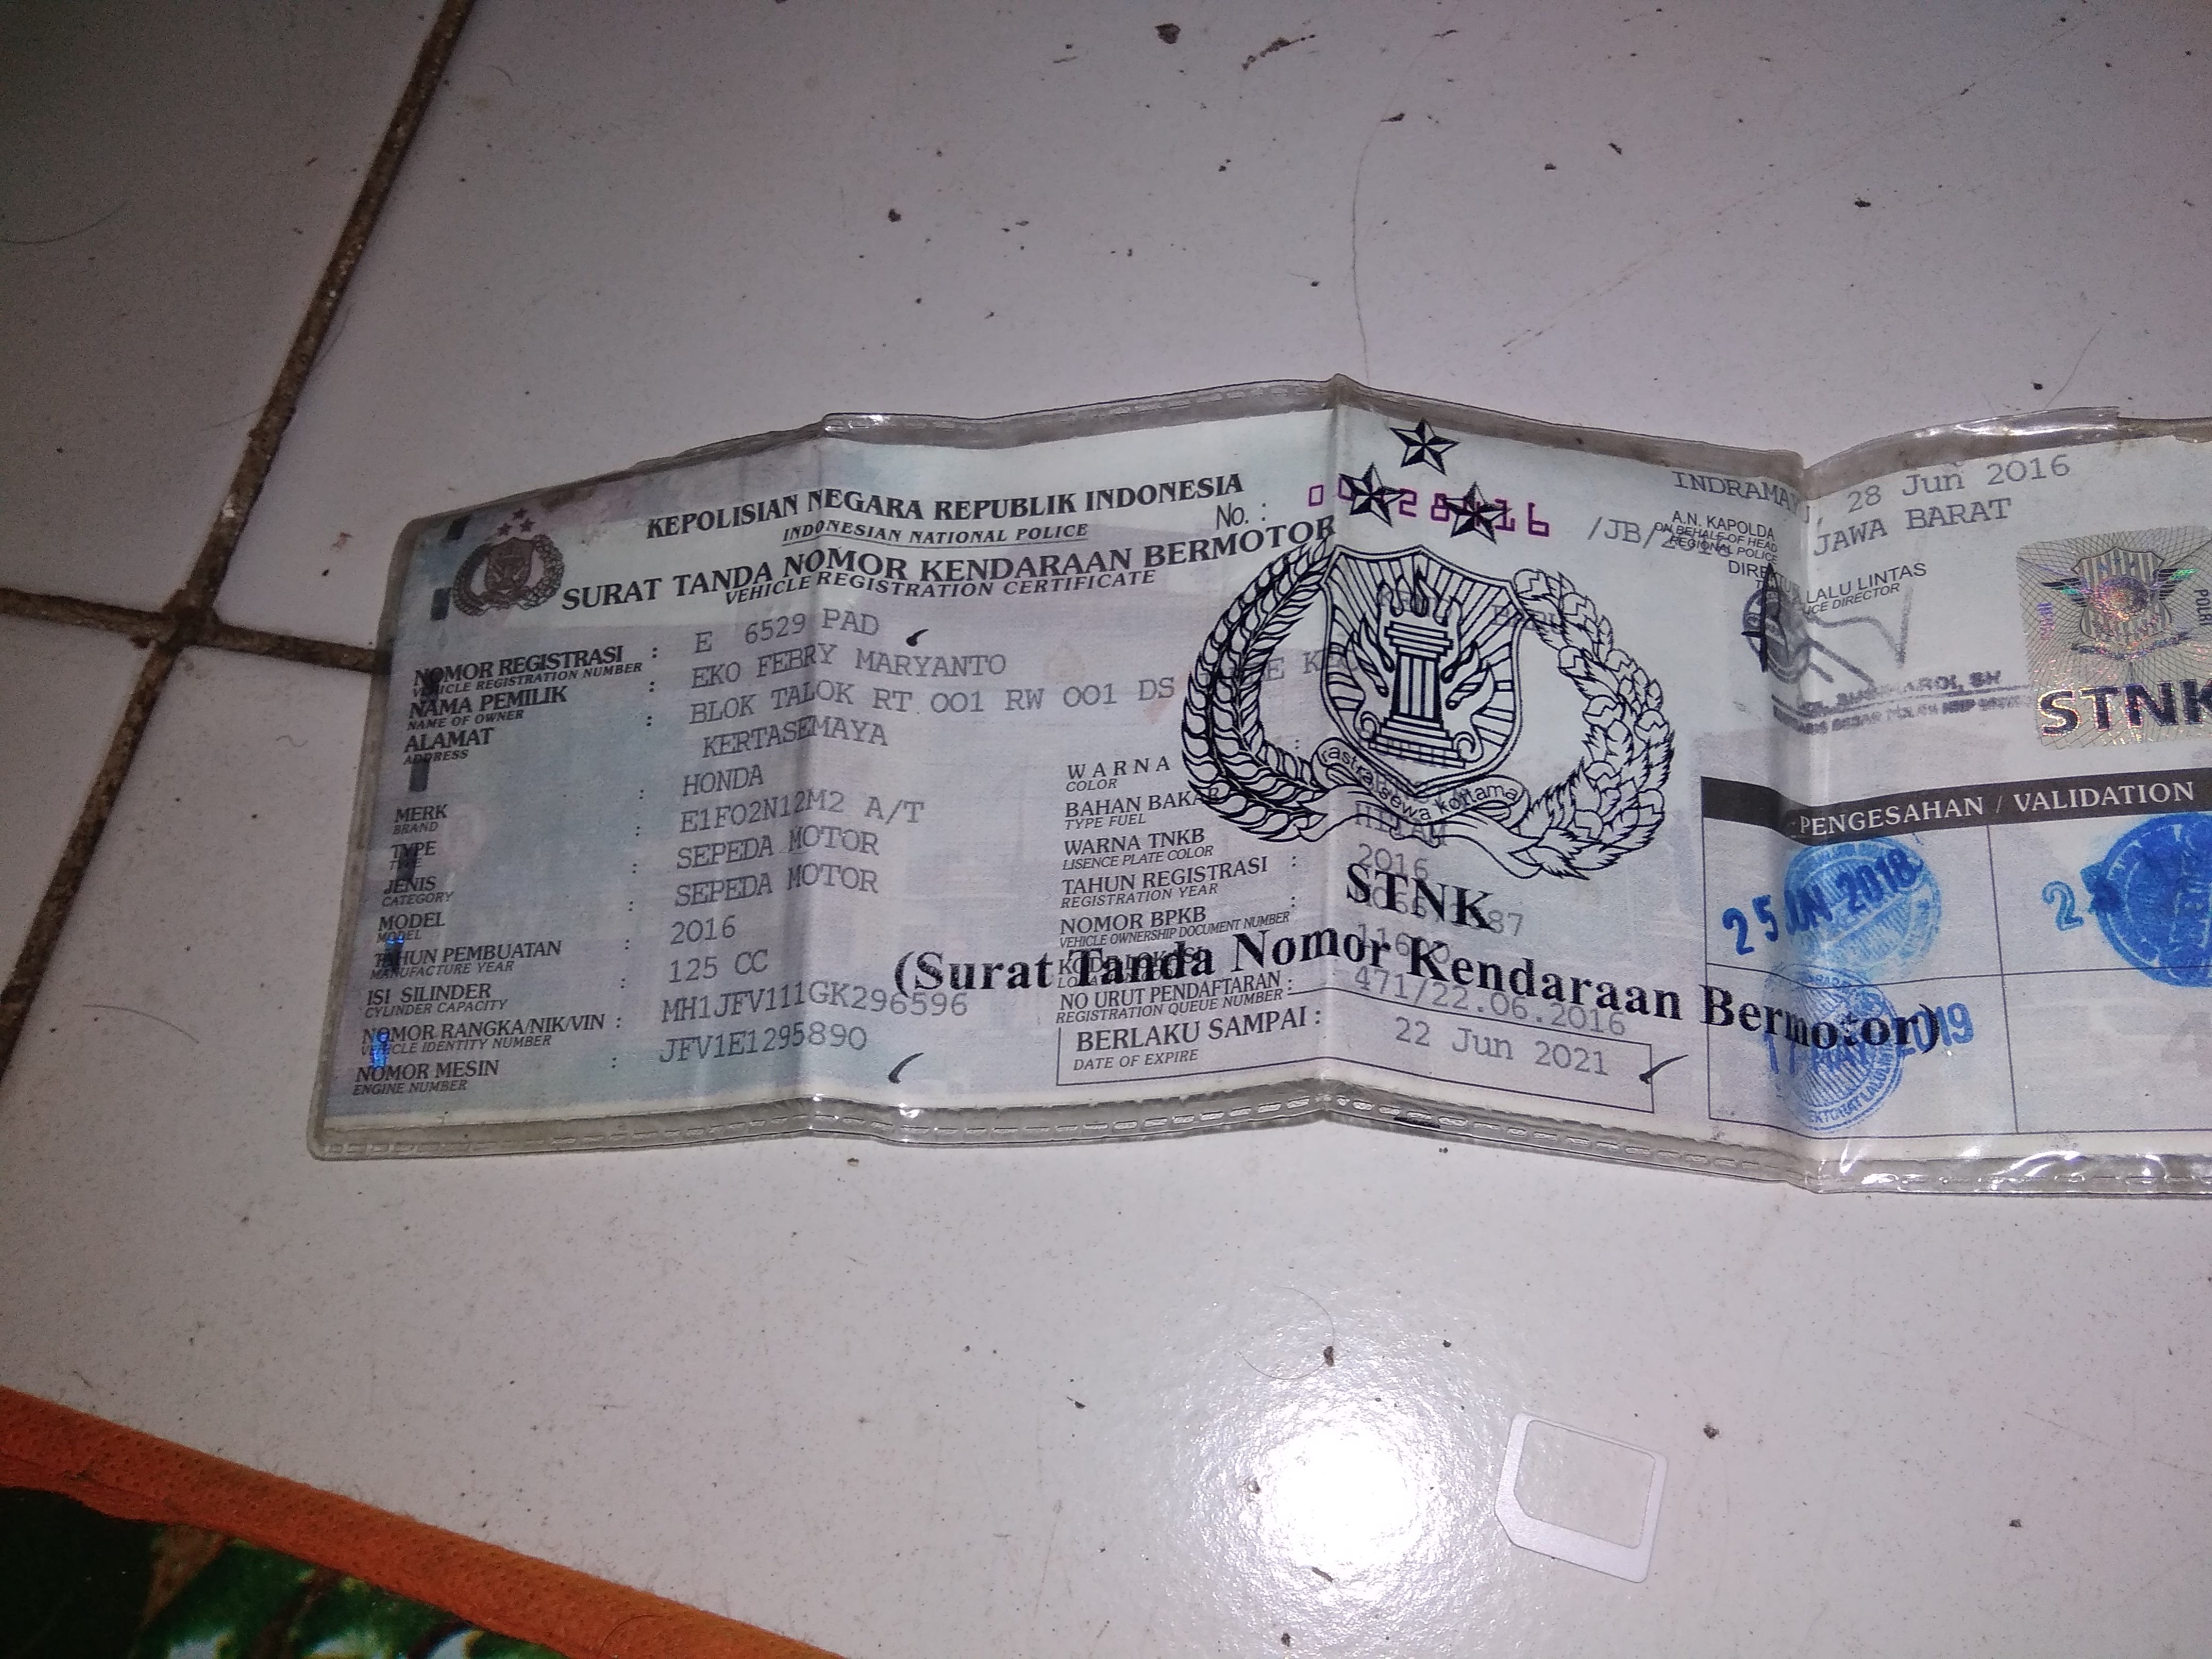 KEPOLISIAN NEGARA REPUBLIK INDONESIA
INDONESIAN NATIONAL POLICE
No. :
/JB/
SURAT TANDA NOMOR KENDARAAN BERMOTOR
VEHICLE REGISTRATION CERTIFICATE
NOMOR REGISTRASI : E 6529 PAD
VEHICLE REGISTRATION NUMBER
NAMA PEMILIK : EKO FEBRY MARYANTO
NAME OF OWNER
ALAMAT : BLOK TALOK RT 001 RW 001 DS
ADDRESS
KERTASEMAYA
MERK : HONDA
BRAND
TYPE : E1F02N12M2 A/T
TYPE
JENIS : SEPEDA MOTOR
CATEGORY
MODEL : SEPEDA MOTOR
MODEL
TAHUN PEMBUATAN : 2016
MANUFACTURE YEAR
ISI SILINDER : 125 CC
CYLINDER CAPACITY
NOMOR RANGKA/NIK/VIN : MH1JFV111GK296596
VEHICLE IDENTITY NUMBER
NOMOR MESIN : JFV1E1295890
ENGINE NUMBER
WARNA :
COLOR
BAHAN BAKAR
TYPE FUEL
WARNA TNKB HITAM
LISENCE PLATE COLOR
TAHUN REGISTRASI : 2016
REGISTRATION YEAR
NOMOR BPKB :
VEHICLE OWNERSHIP DOCUMENT NUMBER
NO URUT PENDAFTARAN : 471/22.06.2016
REGISTRATION QUEUE NUMBER
BERLAKU SAMPAI : 22 Jun 2021
DATE OF EXPIRE
STNK
(Surat Tanda Nomor Kendaraan Bermotor)
INDRAMAYU, 28 Jun 2016
A.N. KAPOLDA JAWA BARAT
ON BEHALF OF HEAD
REGIONAL POLICE
DIREKTUR LALU LINTAS
DIRECTOR
STNK
POLRI
PENGESAHAN / VALIDATION
25 JUN 2018
2019